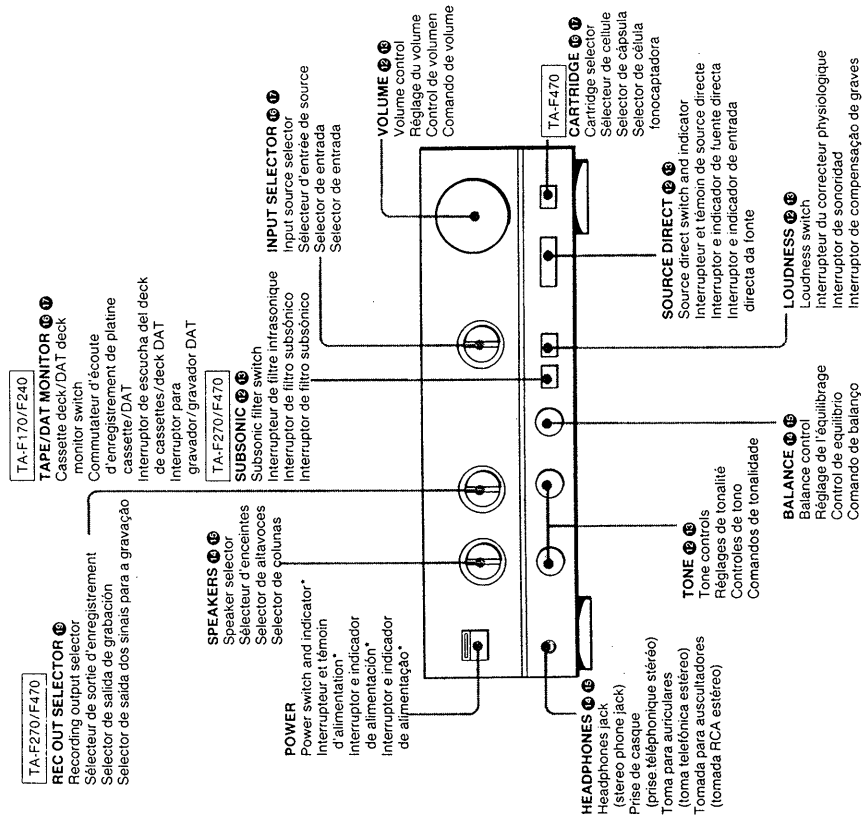 TA-F270/F470
REC OUT SELECTOR ⓳
Recording output selector
Sélecteur de sortie d'enregistrement
Selector de salida de grabación
Selector de saída dos sinais para a gravação
TA-F170/F240
TAPE/DAT MONITOR ⓰ ⓱
Cassette deck/DAT deck
monitor switch
Commutateur d'écoute
d'enregistrement de platine
cassette/DAT
Interruptor de escucha del deck
de cassettes/deck DAT
Interruptor para
gravador/gravador DAT
TA-F270/F470
SUBSONIC ⓬ ⓭
Subsonic filter switch
Interrupteur de filtre infrasonique
Interruptor de filtro subsónico
Interruptor de filtro subsónico
INPUT SELECTOR ⓰ ⓱
Input source selector
Sélecteur d'entrée de source
Selector de entrada
Selector de entrada
VOLUME ⓬ ⓭
Volume control
Réglage du volume
Control de volumen
Comando de volume
SPEAKERS ⓮ ⓯
Speaker selector
Sélecteur d'enceintes
Selector de altavoces
Selector de colunas
POWER
Power switch and indicator*
Interrupteur et témoin
d'alimentation*
Interruptor e indicador
de alimentación*
Interruptor e indicador
de alimentação*
HEADPHONES ⓮ ⓯
Headphones jack
(stereo phone jack)
Prise de casque
(prise.téléphonique stéréo)
Toma para auriculares
(toma telefónica estéreo)
Tomada para auscultadores
(tomada RCA estéreo)
TONE ⓬ ⓭
Tone controls
Réglages de tonalité
Controles de tono
Comandos de tonalidade
BALANCE ⓮ ⓯
Balance control
Réglage de l'équilibrage
Control de equilibrio
Comando de balanço
SOURCE DIRECT ⓬ ⓭
Source direct switch and indicator
Interrupteur et témoin de source directe
Interruptor e indicador de fuente directa
Interruptor e indicador de entrada
directa da fonte
LOUDNESS ⓬ ⓭
Loudness switch
Interrupteur du correcteur physiologique
Interruptor de sonoridad
Interruptor de compensação de graves
TA-F470
CARTRIDGE ⓰ ⓱
Cartridge selector
Sélecteur de cellule
Selector de cápsula
Selector de célula
fonocaptadora